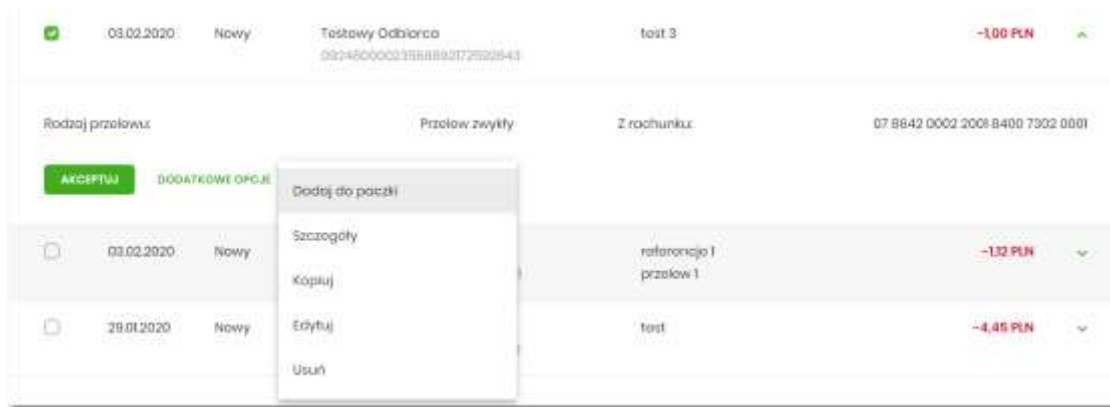 03.02.2020 Nowy Testowy Odbiorca test 3 -1,00 PLN
Rodzaj przelewu: Przelew zwykły Z rachunku: 07 8642 0002 2001 8400 7302 0001
AKCEPTUJ DODATKOWE OPCJE
Dodaj do paczki
Szczegóły
03.02.2020 Nowy referencje 1 -1,12 PLN
przelew 1
Kopiuj
Edytuj
29.01.2020 Nowy test -4,45 PLN
Usuń